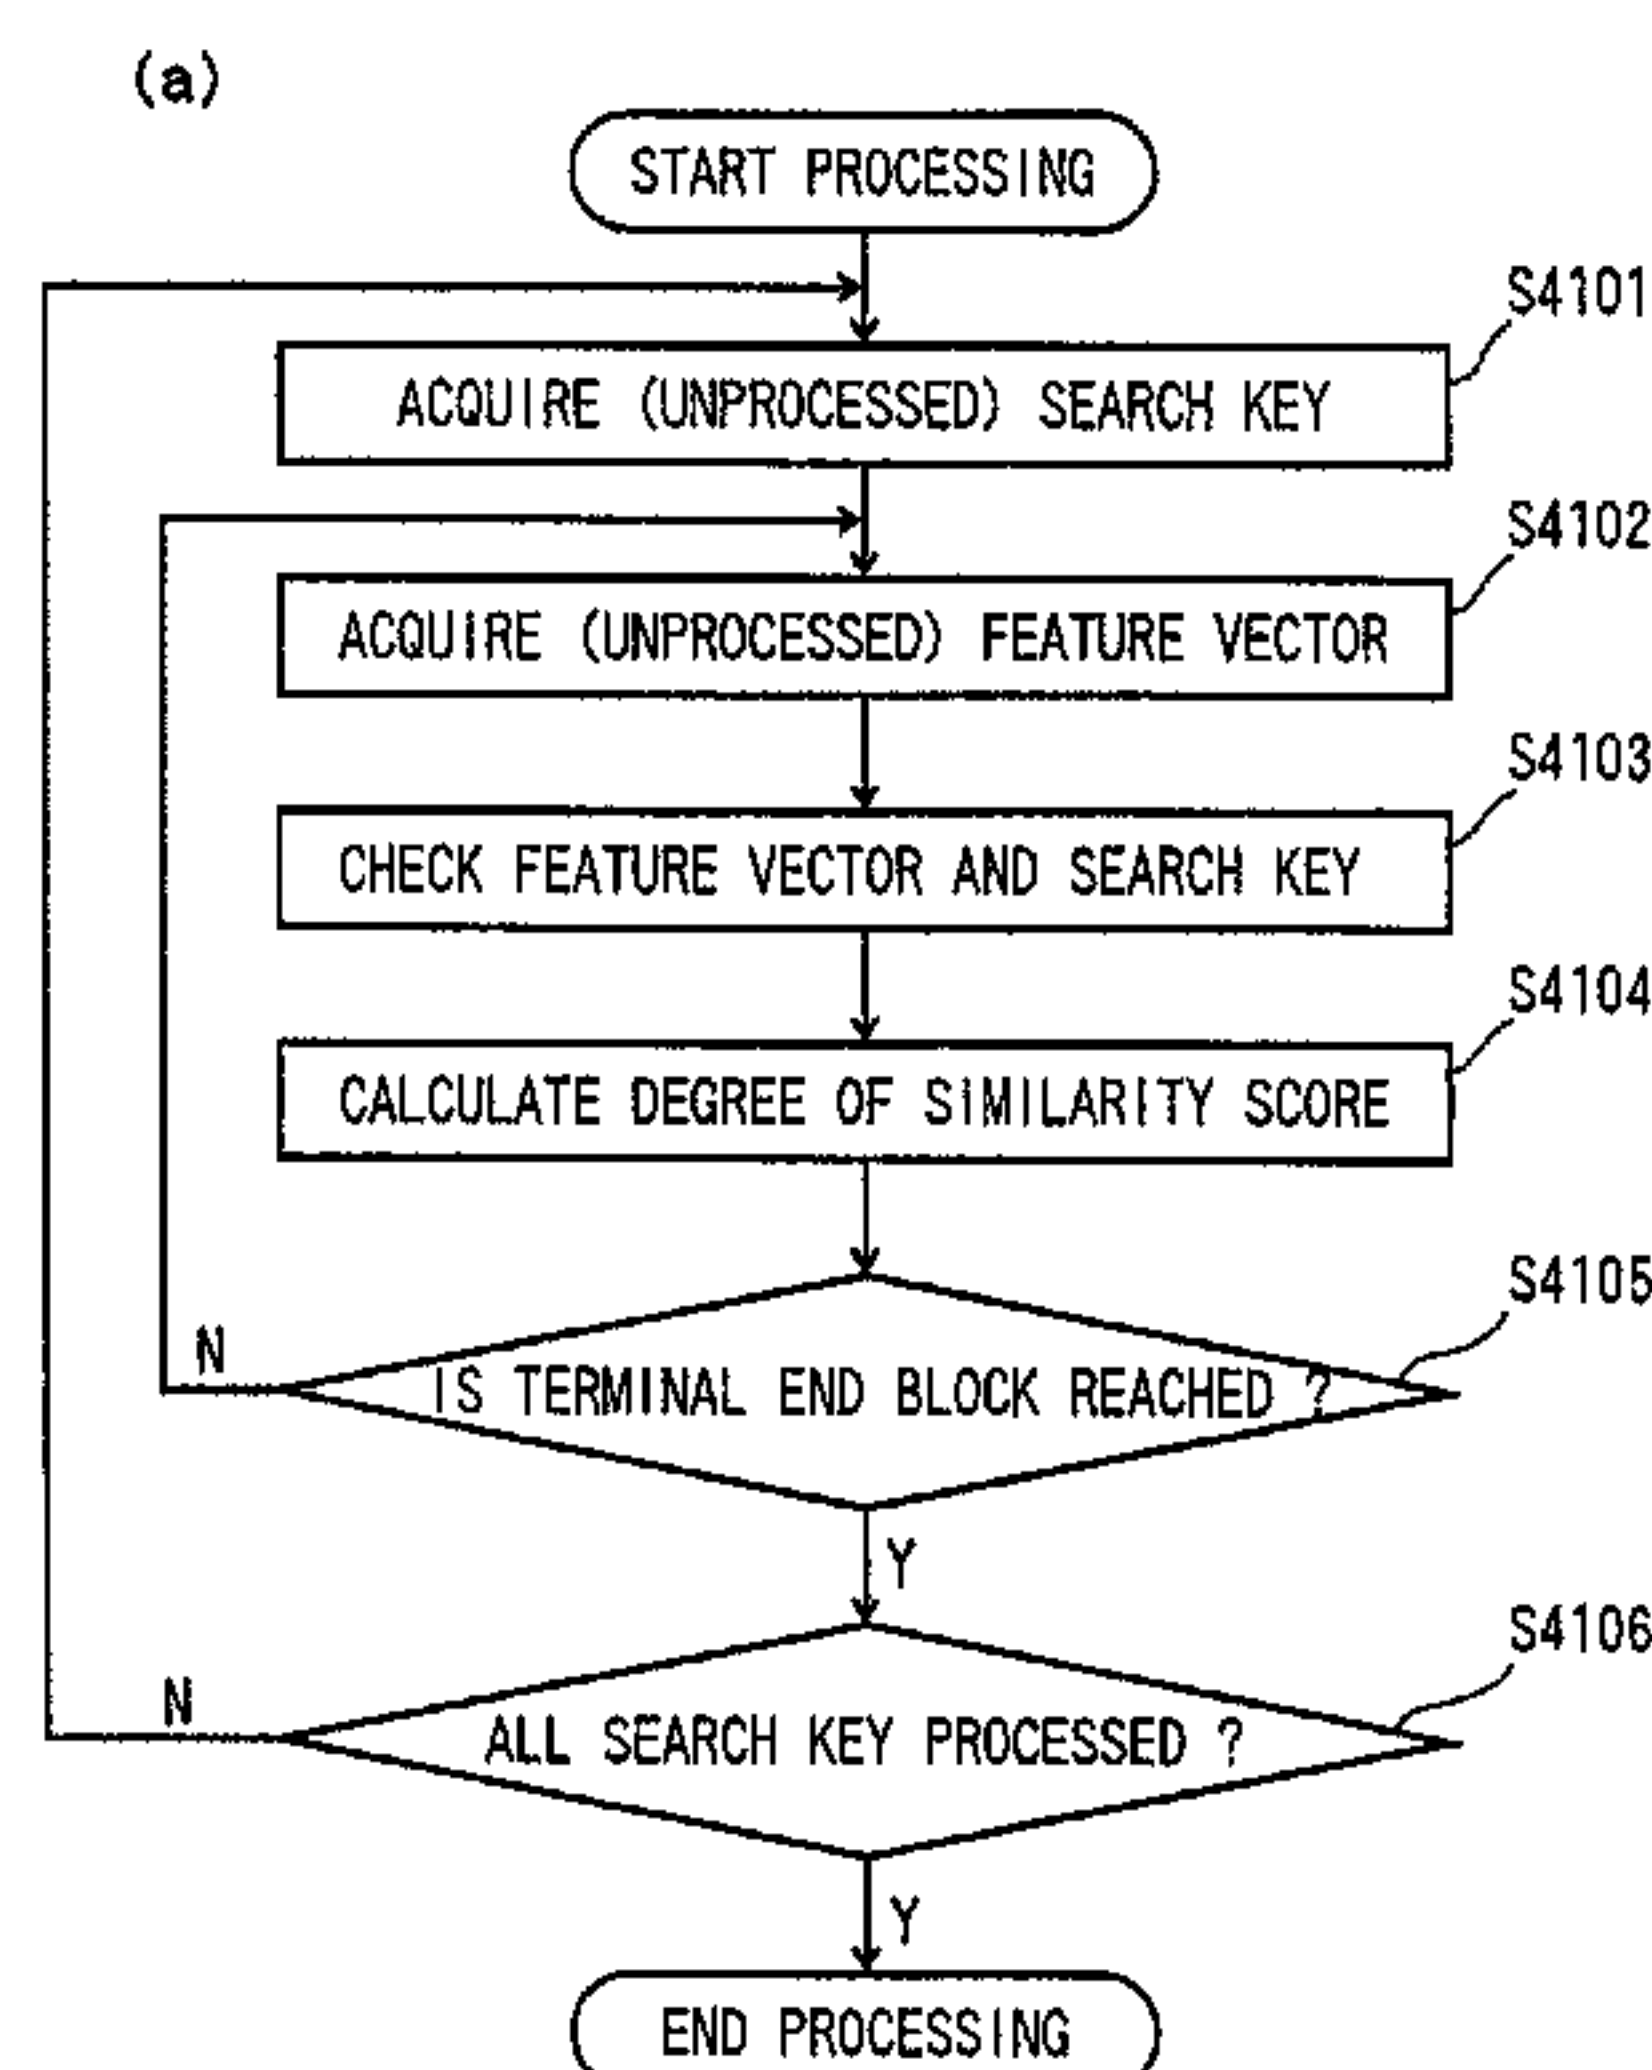 (a)
START PROCESSING
S4101
ACQUIRE (UNPROCESSED) SEARCH KEY
S4102
ACQUIRE (UNPROCESSED) FEATURE VECTOR
S4103
CHECK FEATURE VECTOR AND SEARCH KEY
S4104
CALCULATE DEGREE OF SIMILARITY SCORE
S4105
N
IS TERMINAL END BLOCK REACHED ?
Y
S4106
N
ALL SEARCH KEY PROCESSED ?
Y
END PROCESSING